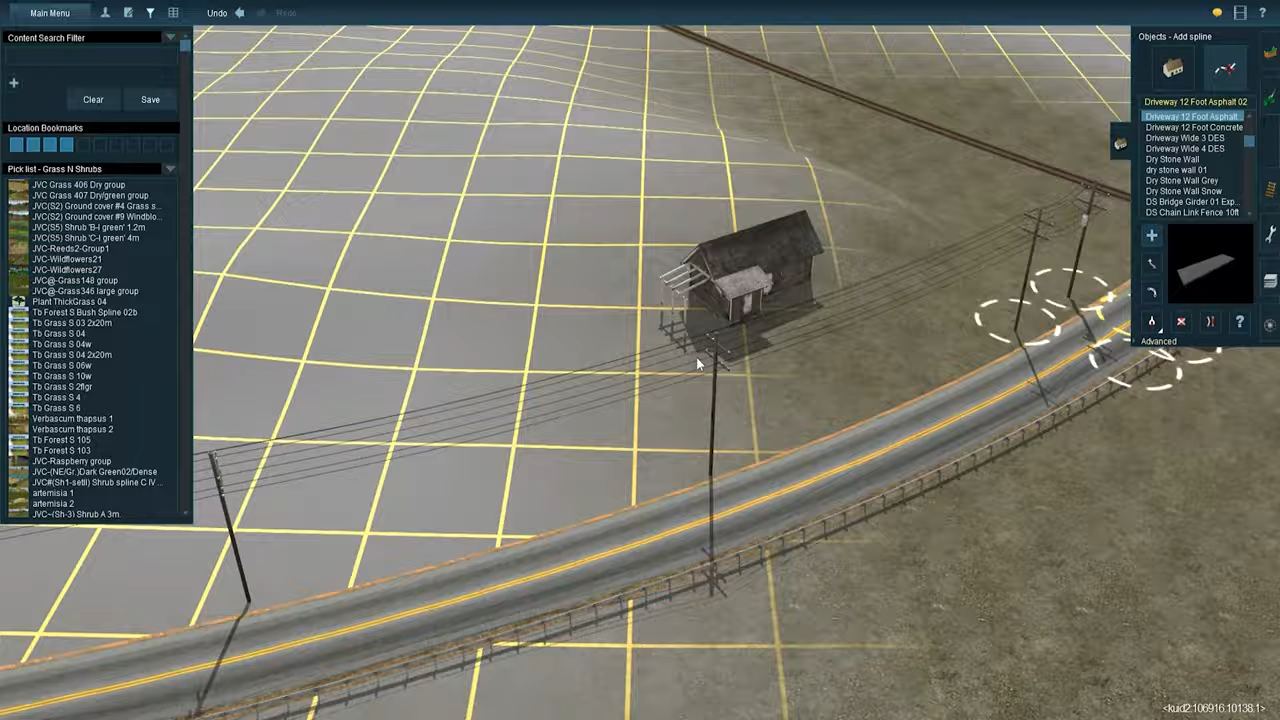 Main Menu
Undo
Redo
Content Search Filter
Clear
Save
Location Bookmarks
Pick list - Grass N Shrubs
JVC Grass 406 Dry group
JVC Grass 407 Dry/green group
JVC(S2) Ground cover #4 Grass s...
JVC(S2) Ground cover #9 Windblo...
JVC(S5) Shrub 'B-I green' 1.2m
JVC(S5) Shrub 'C-I green' 4m
JVC-Reeds2-Group1
JVC-Wildflowers21
JVC-Wildflowers27
JVC@-Grass148 group
JVC@-Grass346 large group
Plant ThickGrass 04
Tb Forest S Bush Spline 02b
Tb Grass S 03 2x20m
Tb Grass S 04
Tb Grass S 04w
Tb Grass S 04 2x20m
Tb Grass S 06w
Tb Grass S 10w
Tb Grass S 2flgr
Tb Grass S 4
Tb Grass S 6
Verbascum thapsus 1
Verbascum thapsus 2
Tb Forest S 105
Tb Forest S 103
JVC-Raspberry group
JVC-(NE/Gr.)Dark Green02/Dense
JVC#(Sh1-setII) Shrub spline C IV ...
artemisia 1
artemisia 2
JVC~(Sh-3) Shrub A 3m.
Objects - Add spline
Driveway 12 Foot Asphalt 02
Driveway 12 Foot Asphalt
Driveway 12 Foot Concrete
Driveway Wide 3 DES
Driveway Wide 4 DES
Dry Stone Wall
dry stone wall 01
Dry Stone Wall Grey
Dry Stone Wall Snow
DS Bridge Girder 01 Exp...
DS Chain Link Fence 10ft
Advanced
<kuid2:106916:10138:1>